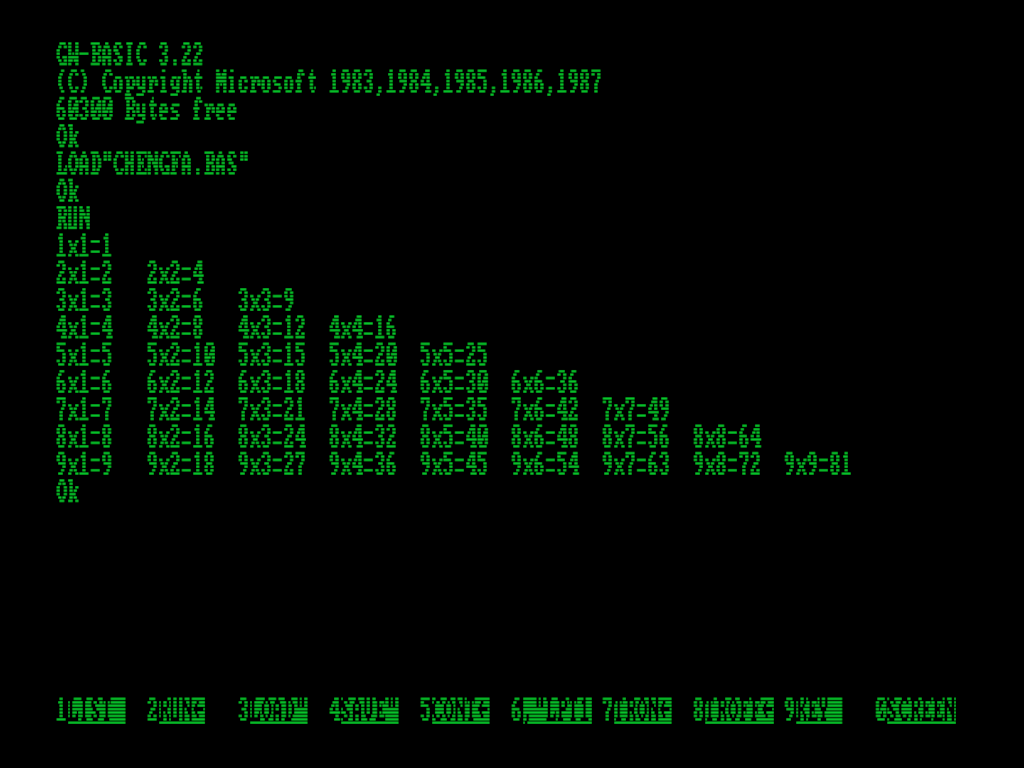 GW-BASIC 3.22
(C) Copyright Microsoft 1983,1984,1985,1986,1987
60300 Bytes free
Ok
LOAD"CHENGFA.BAS"
Ok
RUN
1x1=1
2x1=2 2x2=4
3x1=3 3x2=6 3x3=9
4x1=4 4x2=8 4x3=12 4x4=16
5x1=5 5x2=10 5x3=15 5x4=20 5x5=25
6x1=6 6x2=12 6x3=18 6x4=24 6x5=30 6x6=36
7x1=7 7x2=14 7x3=21 7x4=28 7x5=35 7x6=42 7x7=49
8x1=8 8x2=16 8x3=24 8x4=32 8x5=40 8x6=48 8x7=56 8x8=64
9x1=9 9x2=18 9x3=27 9x4=36 9x5=45 9x6=54 9x7=63 9x8=72 9x9=81
Ok
1LIST 2RUN← 3LOAD" 4SAVE" 5CONT← 6,"LPT1 7TRON← 8TROFF← 9KEY 0SCREEN